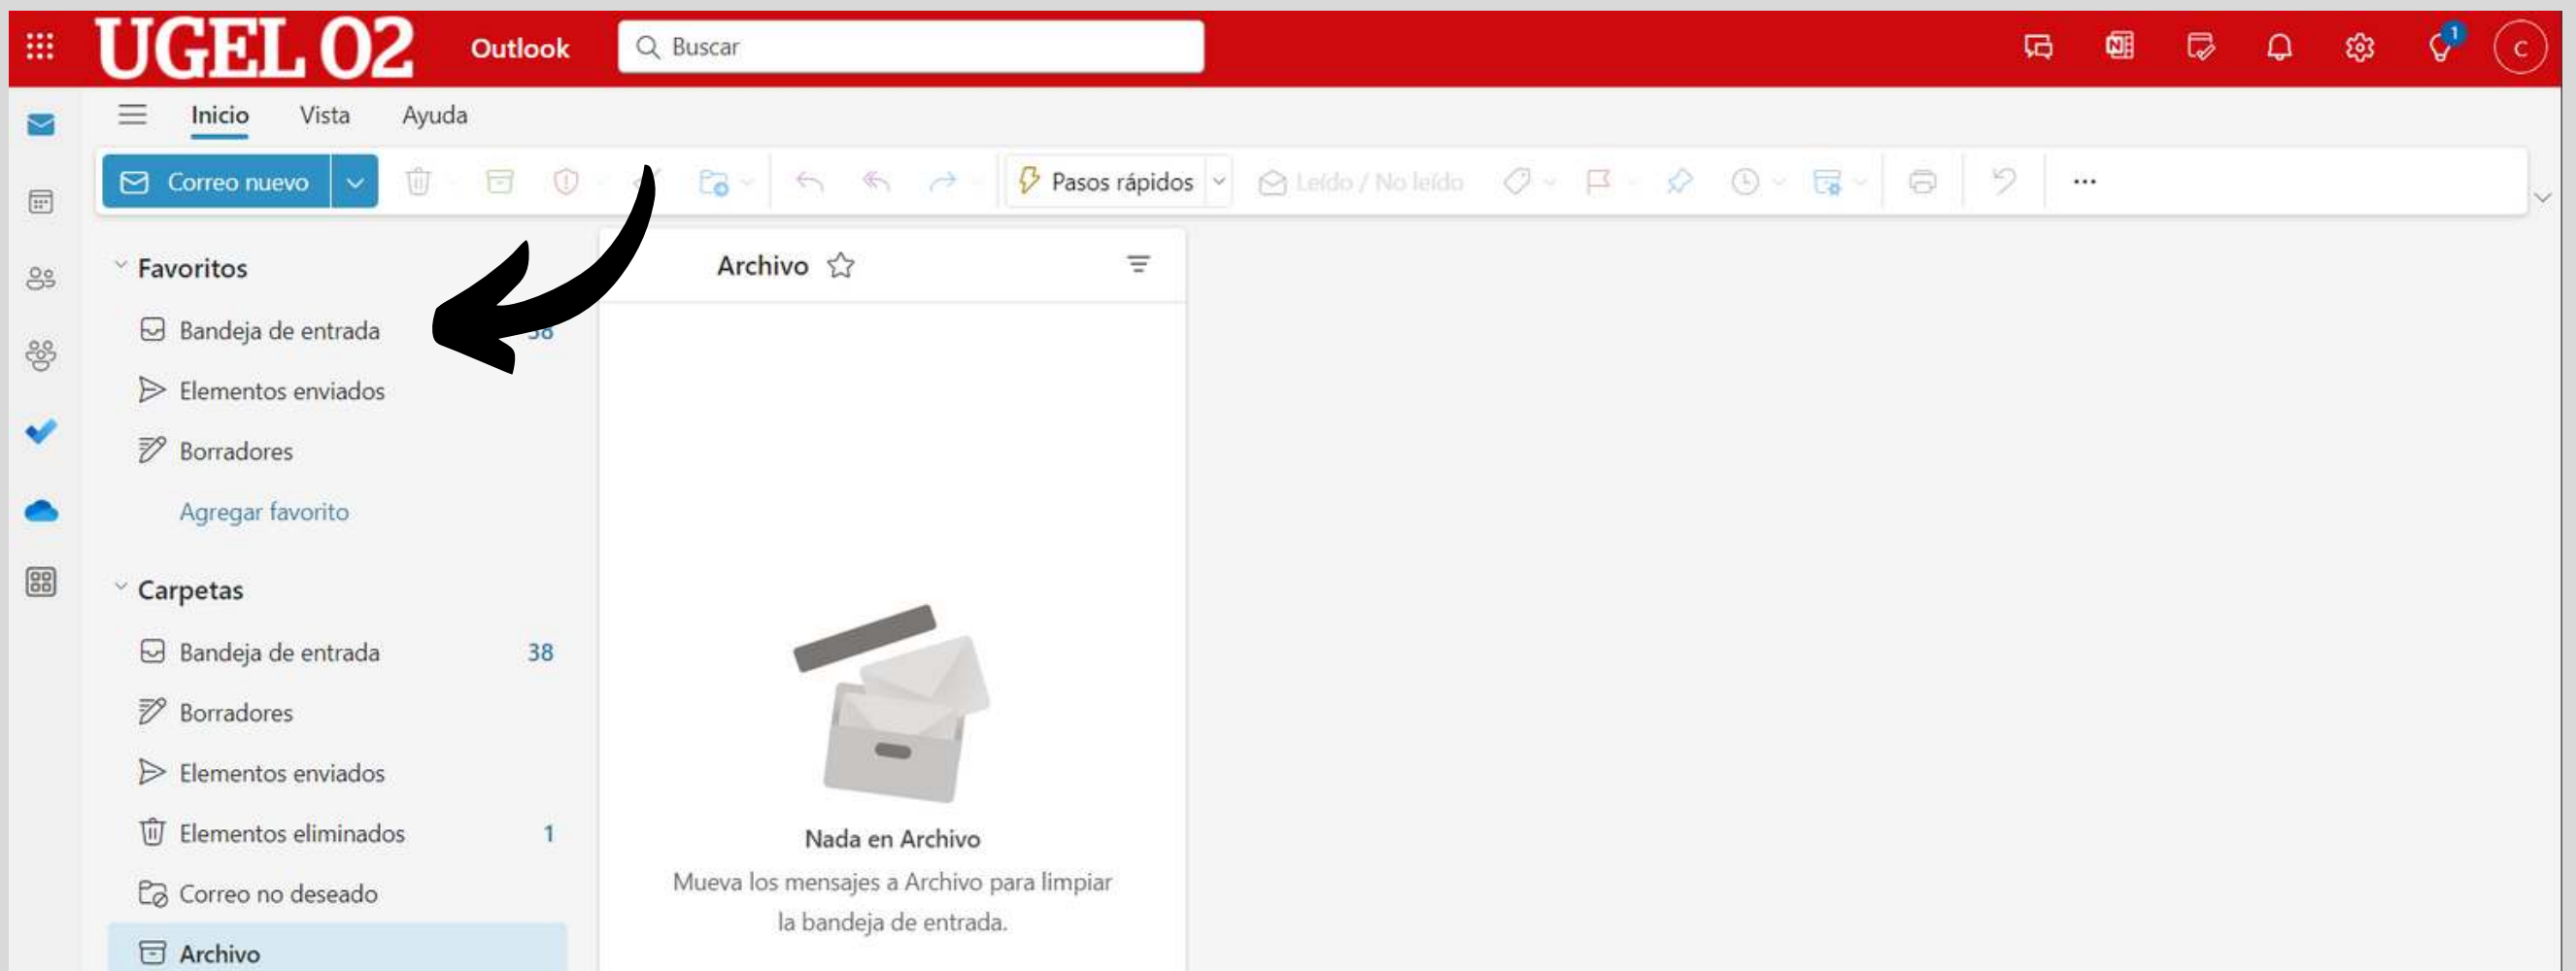 UGEL 02
Outlook
Buscar
1
C
Inicio
Vista
Ayuda
Correo nuevo
Pasos rápidos
Leído / No leído
Favoritos
Bandeja de entrada
38
Elementos enviados
Borradores
Agregar favorito
Carpetas
Bandeja de entrada
38
Borradores
Elementos enviados
Elementos eliminados
1
Correo no deseado
Archivo
Archivo
Nada en Archivo
Mueva los mensajes a Archivo para limpiar
la bandeja de entrada.